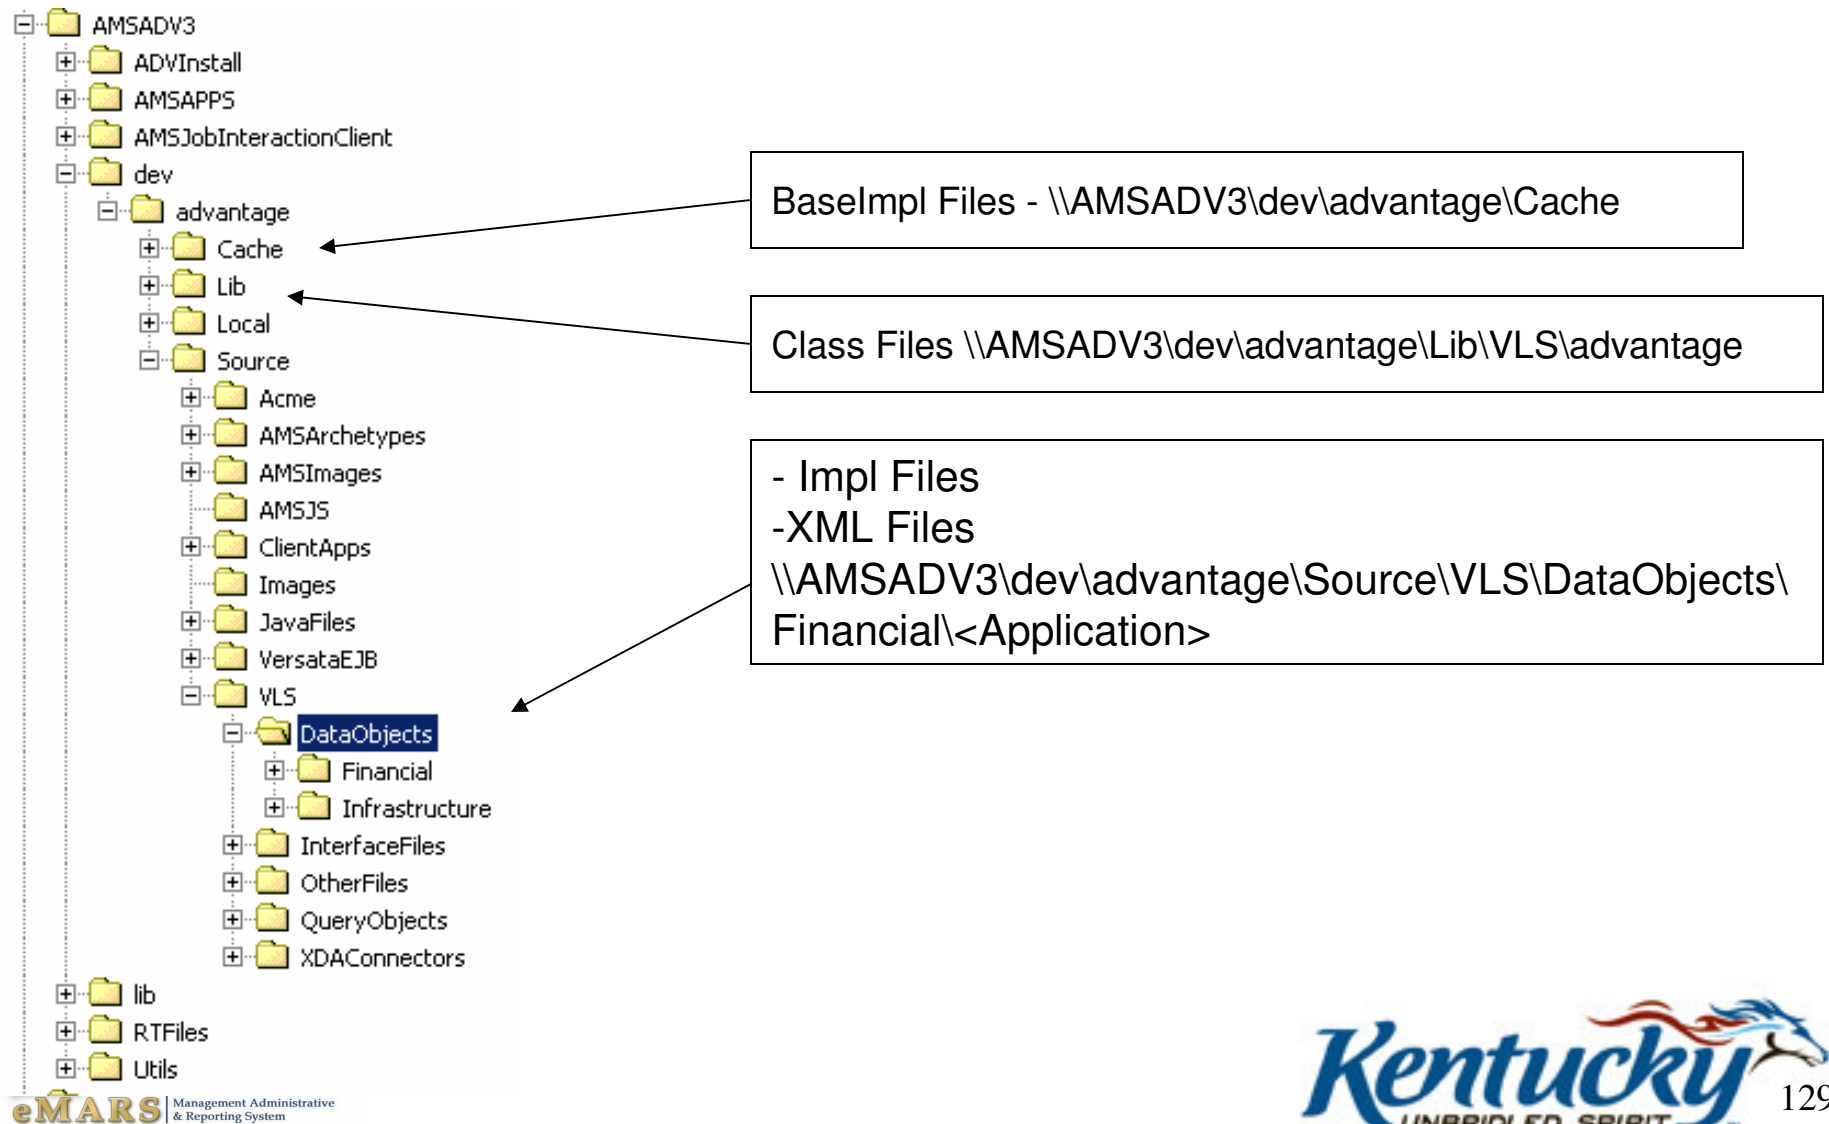 AMSADV3
ADVInstall
AMSAPPS
AMSJobInteractionClient
dev
advantage
Cache
Lib
Local
Source
Acme
AMSArchetypes
AMSImages
AMSJS
ClientApps
Images
JavaFiles
VersataEJB
VLS
DataObjects
Financial
Infrastructure
InterfaceFiles
OtherFiles
QueryObjects
XDAConnectors
lib
RTFiles
Utils
BaseImpl Files - \\AMSADV3\dev\advantage\Cache
Class Files \\AMSADV3\dev\advantage\Lib\VLS\advantage
- Impl Files
-XML Files
\\AMSADV3\dev\advantage\Source\VLS\DataObjects\
Financial\<Application>
eMARS
Management Administrative
& Reporting System
Kentucky
UNBRIDLED SPIRIT
129